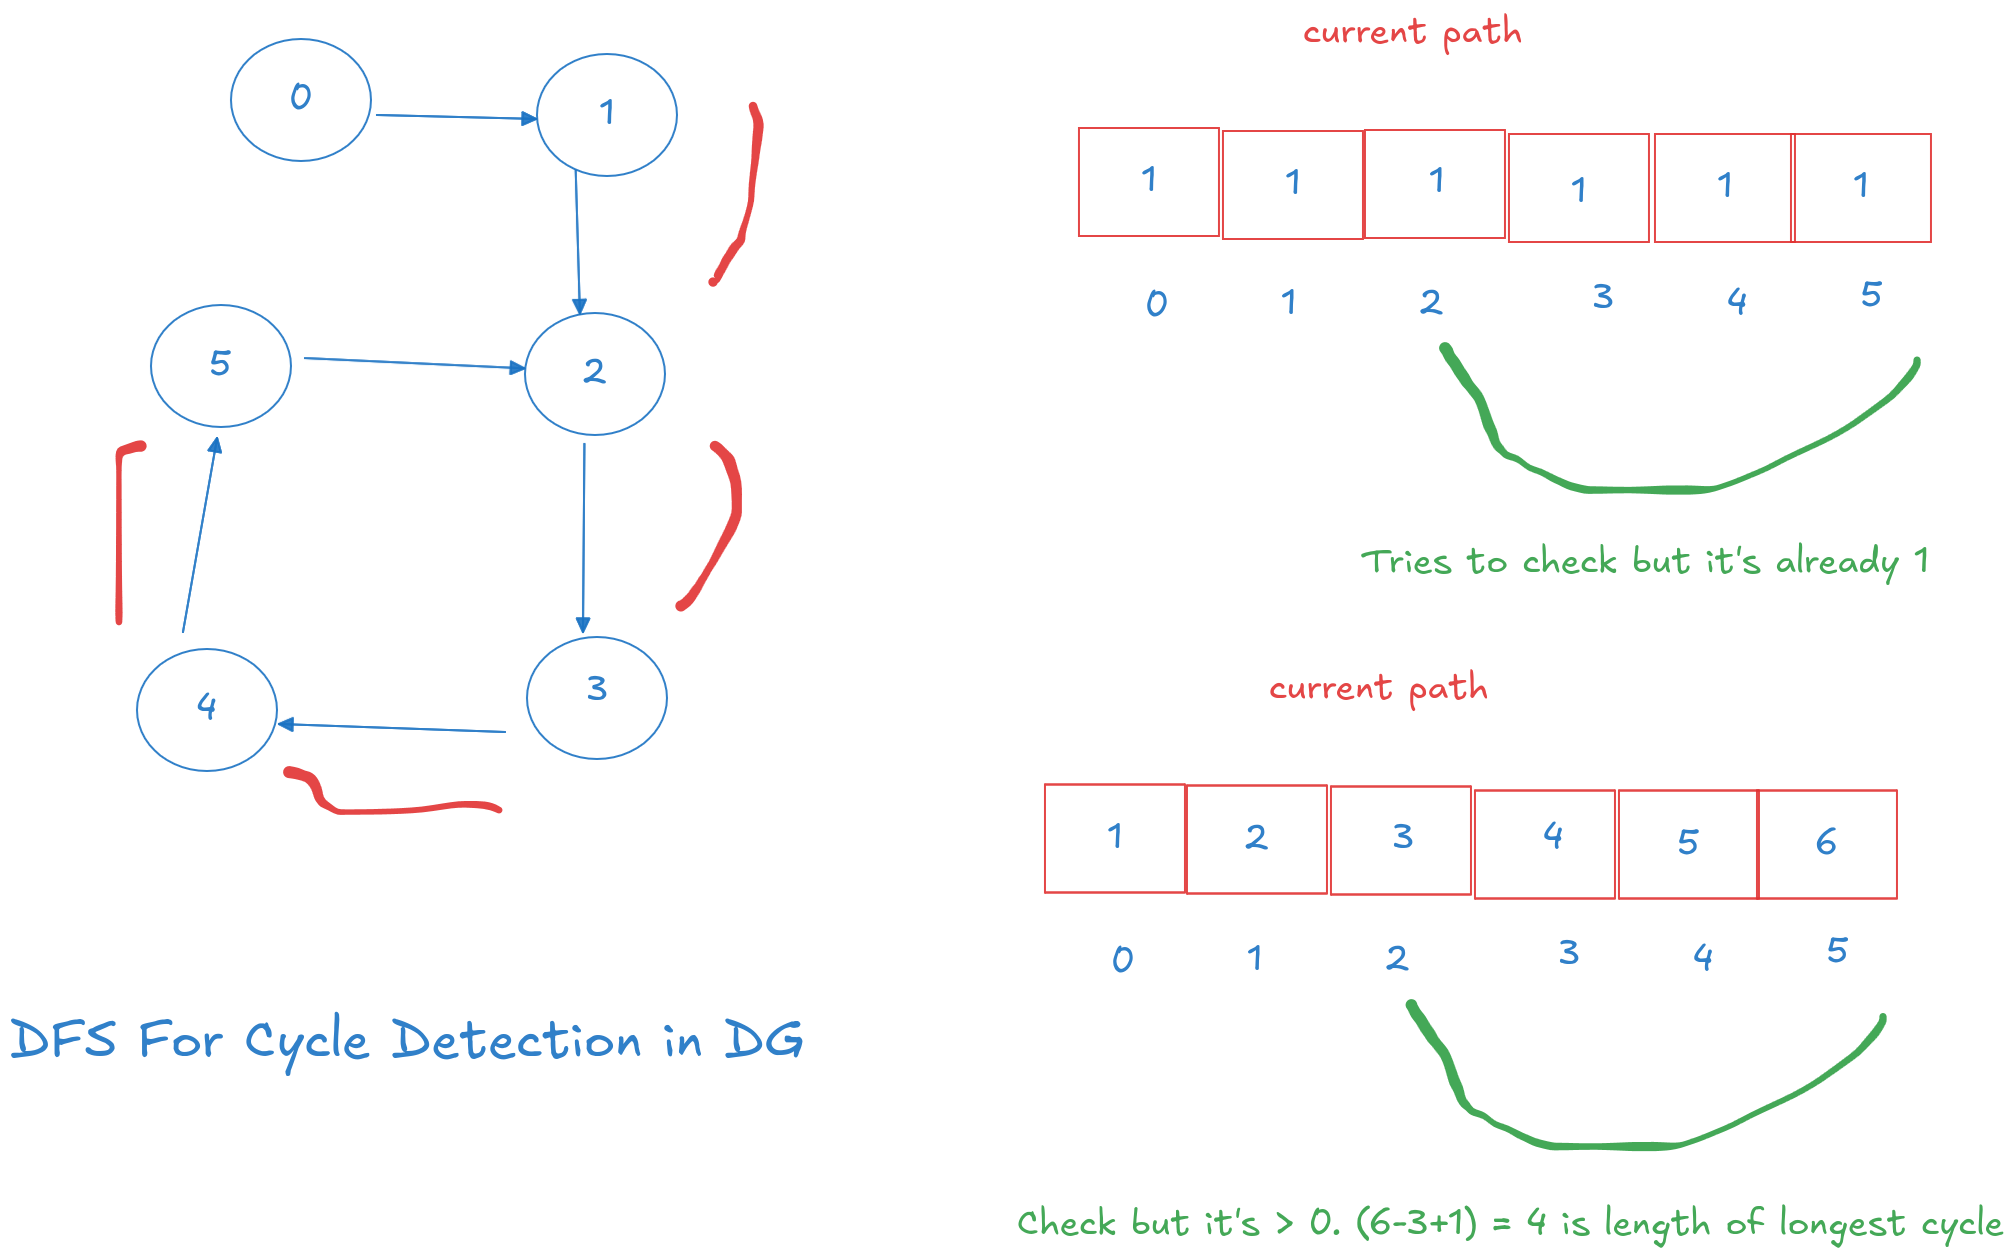 0
1
5
2
4
3
DFS For Cycle Detection in DG
current path
1 1 1 1 1 1
0 1 2 3 4 5
Tries to check but it's already 1
current path
1 2 3 4 5 6
0 1 2 3 4 5
Check but it's > 0. (6-3+1) = 4 is length of longest cycle